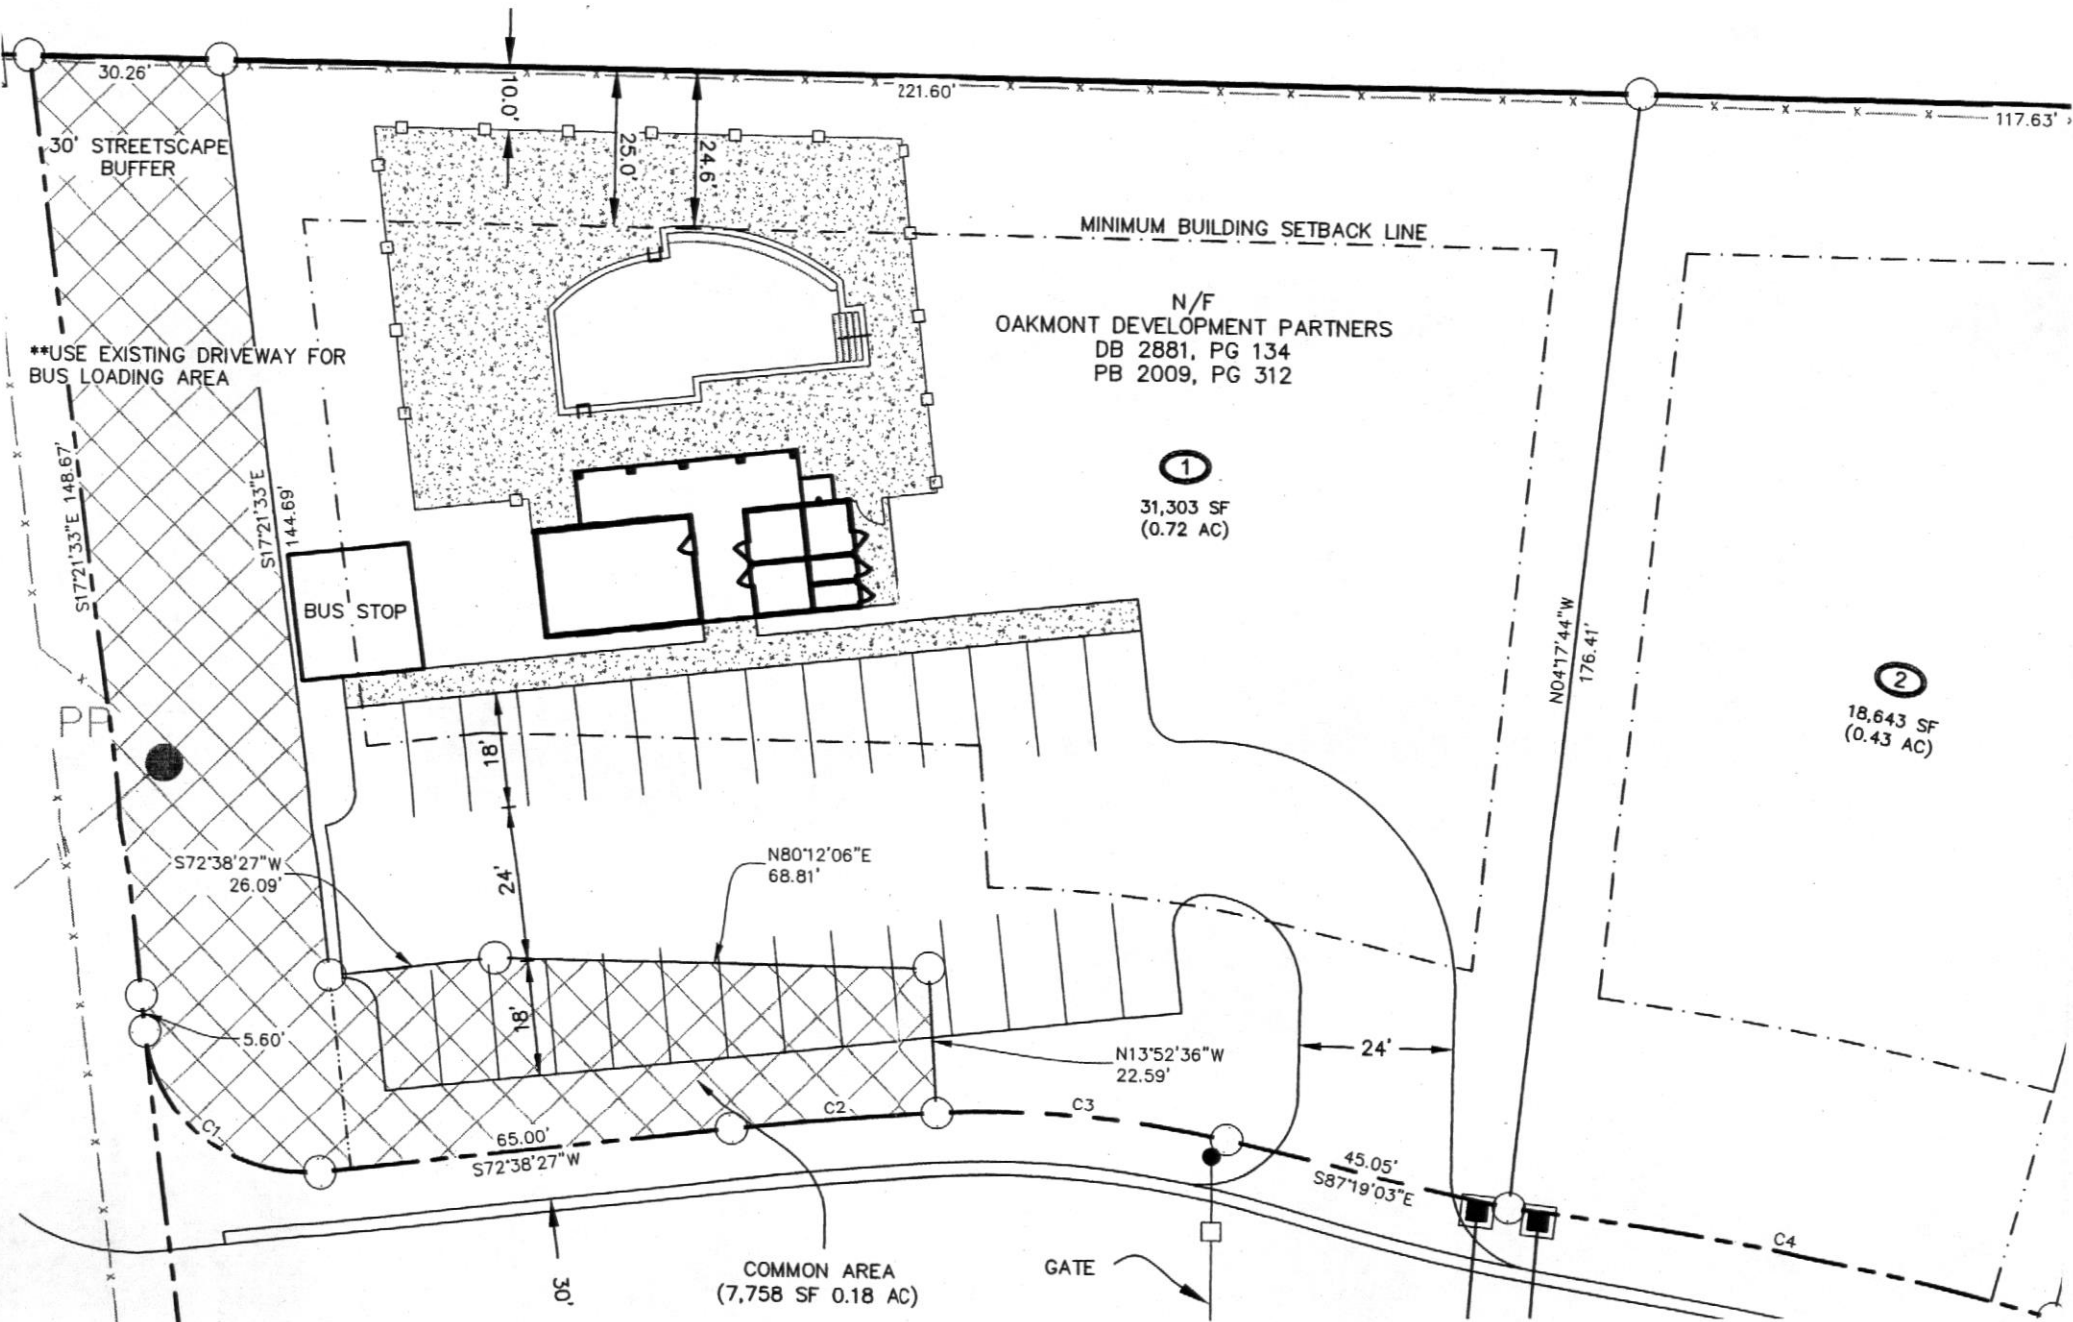 30.26'
221.60'
117.63'
10.0'
25.0'
24.6'
30' STREETSCAPE
BUFFER
MINIMUM BUILDING SETBACK LINE
N/F
OAKMONT DEVELOPMENT PARTNERS
DB 2881, PG 134
PB 2009, PG 312
**USE EXISTING DRIVEWAY FOR
BUS LOADING AREA
1
31,303 SF
(0.72 AC)
S17°21'33"E 148.67'
S17°21'33"E
144.69'
BUS STOP
N04°17'44"W
176.41'
2
18,643 SF
(0.43 AC)
PP
18'
24'
18'
S72°38'27"W
26.09'
N80°12'06"E
68.81'
5.60'
N13°52'36"W
22.59'
24'
C1
65.00'
S72°38'27"W
C2
C3
45.05'
S87°19'03"E
C4
30'
COMMON AREA
(7,758 SF 0.18 AC)
GATE